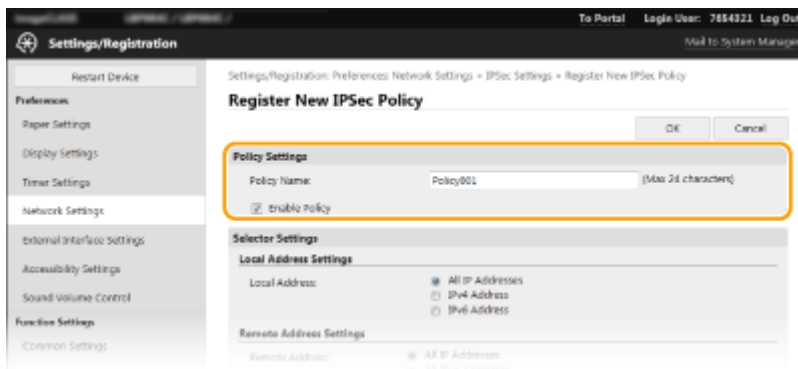 To Portal Login User: 7654321 Log Out
Settings/Registration
Mail to System Manager
Restart Device
Settings/Registration: Preferences: Network Settings > IPSec Settings > Register New IPSec Policy
Preferences
Register New IPSec Policy
Paper Settings
OK Cancel
Display Settings
Policy Settings
Timer Settings
Policy Name: Policy001 (Max 24 characters)
Network Settings
Enable Policy
External Interface Settings
Selector Settings
Local Address Settings
Accessibility Settings
Local Address: All IP Addresses
Sound Volume Control
IPv4 Address
IPv6 Address
Function Settings
Remote Address Settings
Common Settings
Remote Address: All IP Addresses